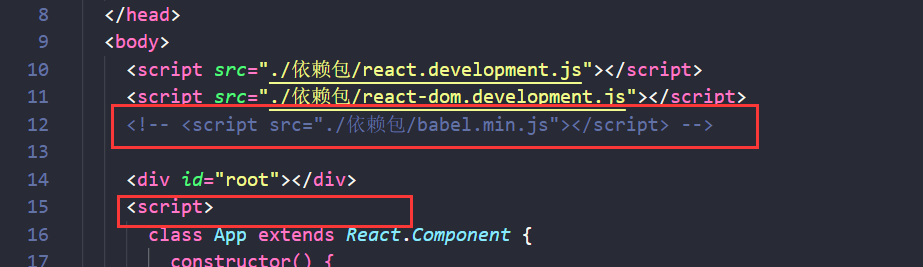 8 </head>
9 <body>
10 <script src="./依赖包/react.development.js"></script>
11 <script src="./依赖包/react-dom.development.js"></script>
12 <!-- <script src="./依赖包/babel.min.js"></script> -->
13
14 <div id="root"></div>
15 <script>
16 class App extends React.Component {
17 constructor() {